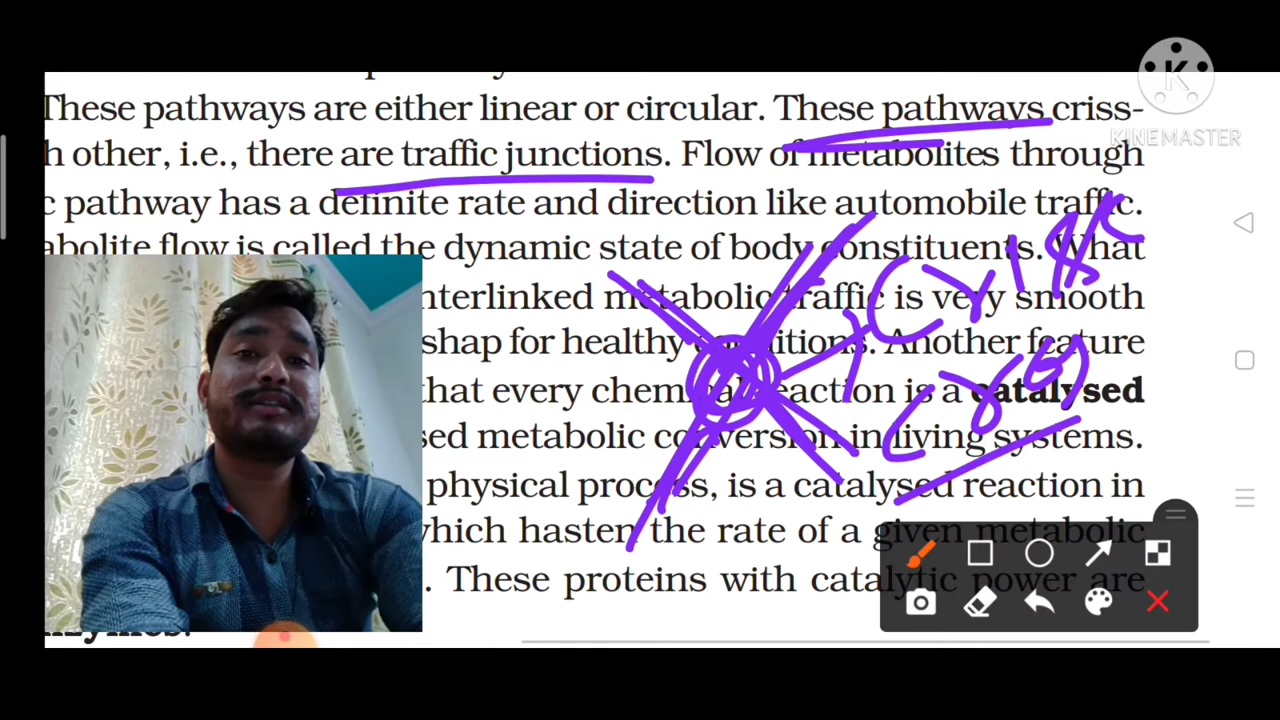 KINEMASTER
These pathways are either linear or circular. These pathways criss-
h other, i.e., there are traffic junctions. Flow of metabolites through
c pathway has a definite rate and direction like automobile traffic.
abolite flow is called the dynamic state of body constituents. What
nterlinked metabolic traffic is very smooth
shap for healthy conditions. Another feature
that every chemical reaction is a catalysed
sed metabolic conversion in living systems.
physical process, is a catalysed reaction in
which hasten the rate of a given metabolic
. These proteins with catalytic power are
nzymes.